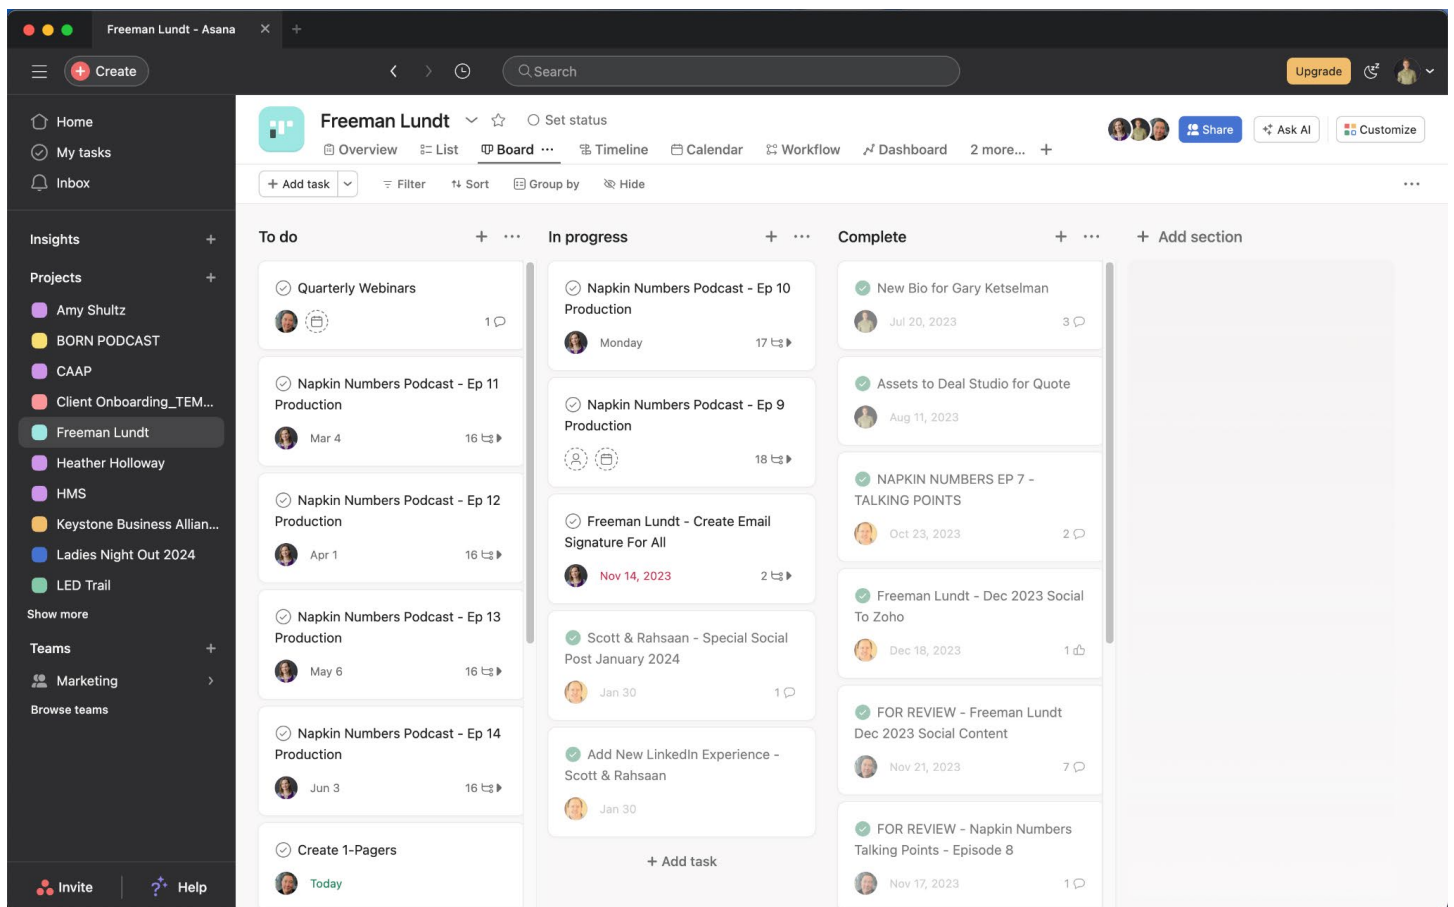 Freeman Lundt - Asana
Create
Search
Upgrade
Home
My tasks
Inbox
Insights
Projects
Amy Shultz
BORN PODCAST
CAAP
Client Onboarding_TEM...
Freeman Lundt
Heather Holloway
HMS
Keystone Business Allian...
Ladies Night Out 2024
LED Trail
Show more
Teams
Marketing
Browse teams
Invite
Help
Freeman Lundt
Set status
Share
Ask AI
Customize
Overview
List
Board
Timeline
Calendar
Workflow
Dashboard
2 more...
+ Add task
Filter
Sort
Group by
Hide
To do
Quarterly Webinars
1
Napkin Numbers Podcast - Ep 11
Production
Mar 4
16
Napkin Numbers Podcast - Ep 12
Production
Apr 1
16
Napkin Numbers Podcast - Ep 13
Production
May 6
16
Napkin Numbers Podcast - Ep 14
Production
Jun 3
16
Create 1-Pagers
Today
In progress
Napkin Numbers Podcast - Ep 10
Production
Monday
17
Napkin Numbers Podcast - Ep 9
Production
18
Freeman Lundt - Create Email
Signature For All
Nov 14, 2023
2
Scott & Rahsaan - Special Social
Post January 2024
Jan 30
1
Add New LinkedIn Experience -
Scott & Rahsaan
Jan 30
+ Add task
Complete
New Bio for Gary Ketselman
Jul 20, 2023
3
Assets to Deal Studio for Quote
Aug 11, 2023
NAPKIN NUMBERS EP 7 -
TALKING POINTS
Oct 23, 2023
2
Freeman Lundt - Dec 2023 Social
To Zoho
Dec 18, 2023
1
FOR REVIEW - Freeman Lundt
Dec 2023 Social Content
Nov 21, 2023
7
FOR REVIEW - Napkin Numbers
Talking Points - Episode 8
Nov 17, 2023
1
+ Add section